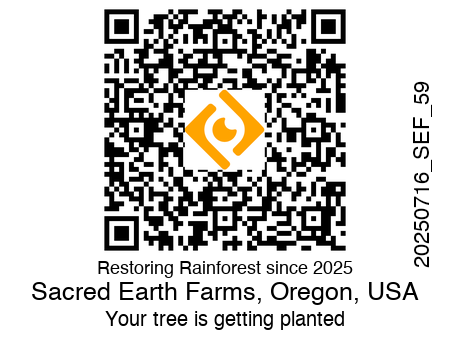 Restoring Rainforest since 2025
Sacred Earth Farms, Oregon, USA
Your tree is getting planted
20250716_SEF_59